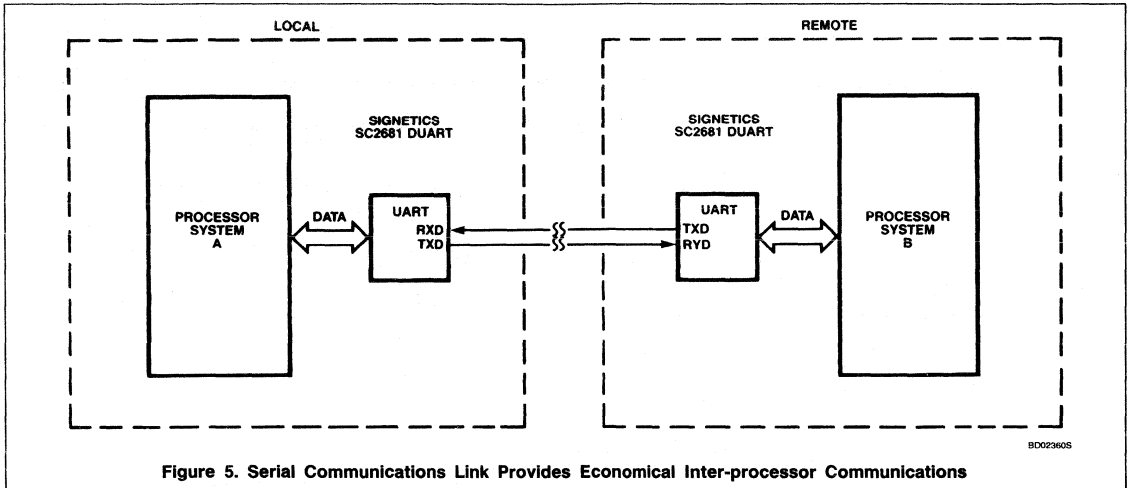 LOCAL
REMOTE
SIGNETICS
SC2681 DUART
SIGNETICS
SC2681 DUART
PROCESSOR
SYSTEM
A
DATA
UART
RXD
TXD
UART
TXD
RYD
DATA
PROCESSOR
SYSTEM
B
BD02360S
Figure 5. Serial Communications Link Provides Economical Inter-processor Communications